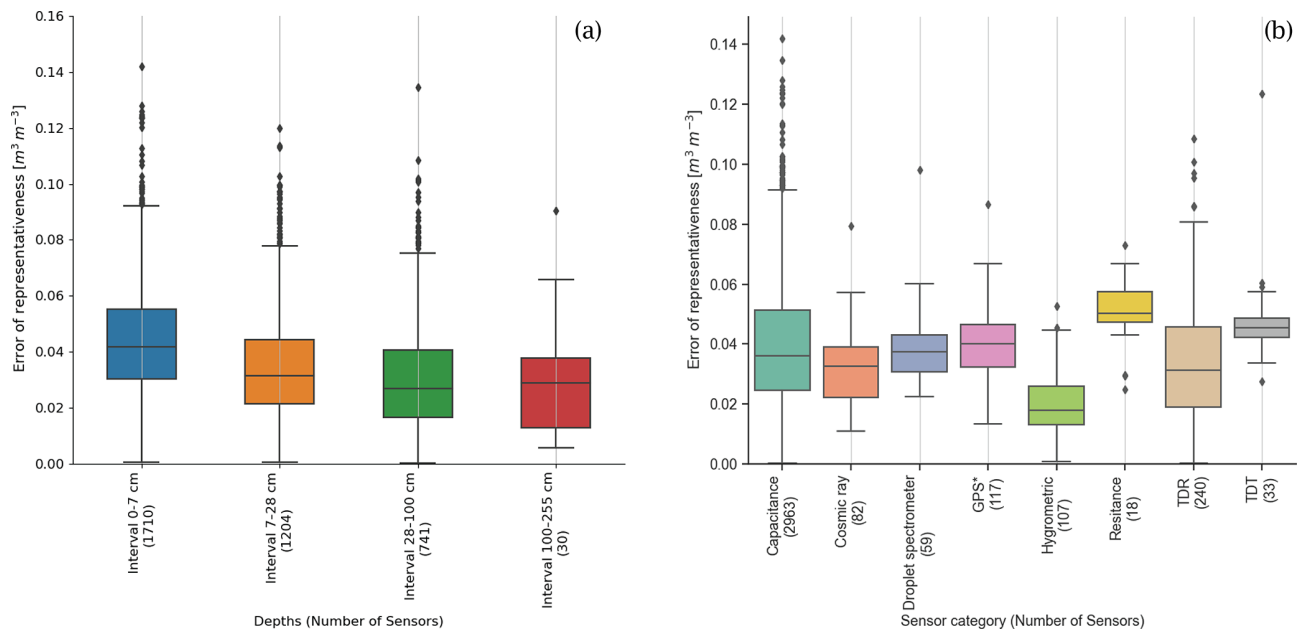 (a)
Error of representativeness [m³ m⁻³]
0.16
0.14
0.12
0.10
0.08
0.06
0.04
0.02
0.00
Interval 0-7 cm
(1710)
Interval 7-28 cm
(1204)
Interval 28-100 cm
(741)
Interval 100-255 cm
(30)
Depths (Number of Sensors)
(b)
Error of representativeness [m³ m⁻³]
0.14
0.12
0.10
0.08
0.06
0.04
0.02
0.00
Capacitance
(2963)
Cosmic ray
(82)
Droplet spectrometer
(59)
GPS*
(117)
Hygrometric
(107)
Resitance
(18)
TDR
(240)
TDT
(33)
Sensor category (Number of Sensors)